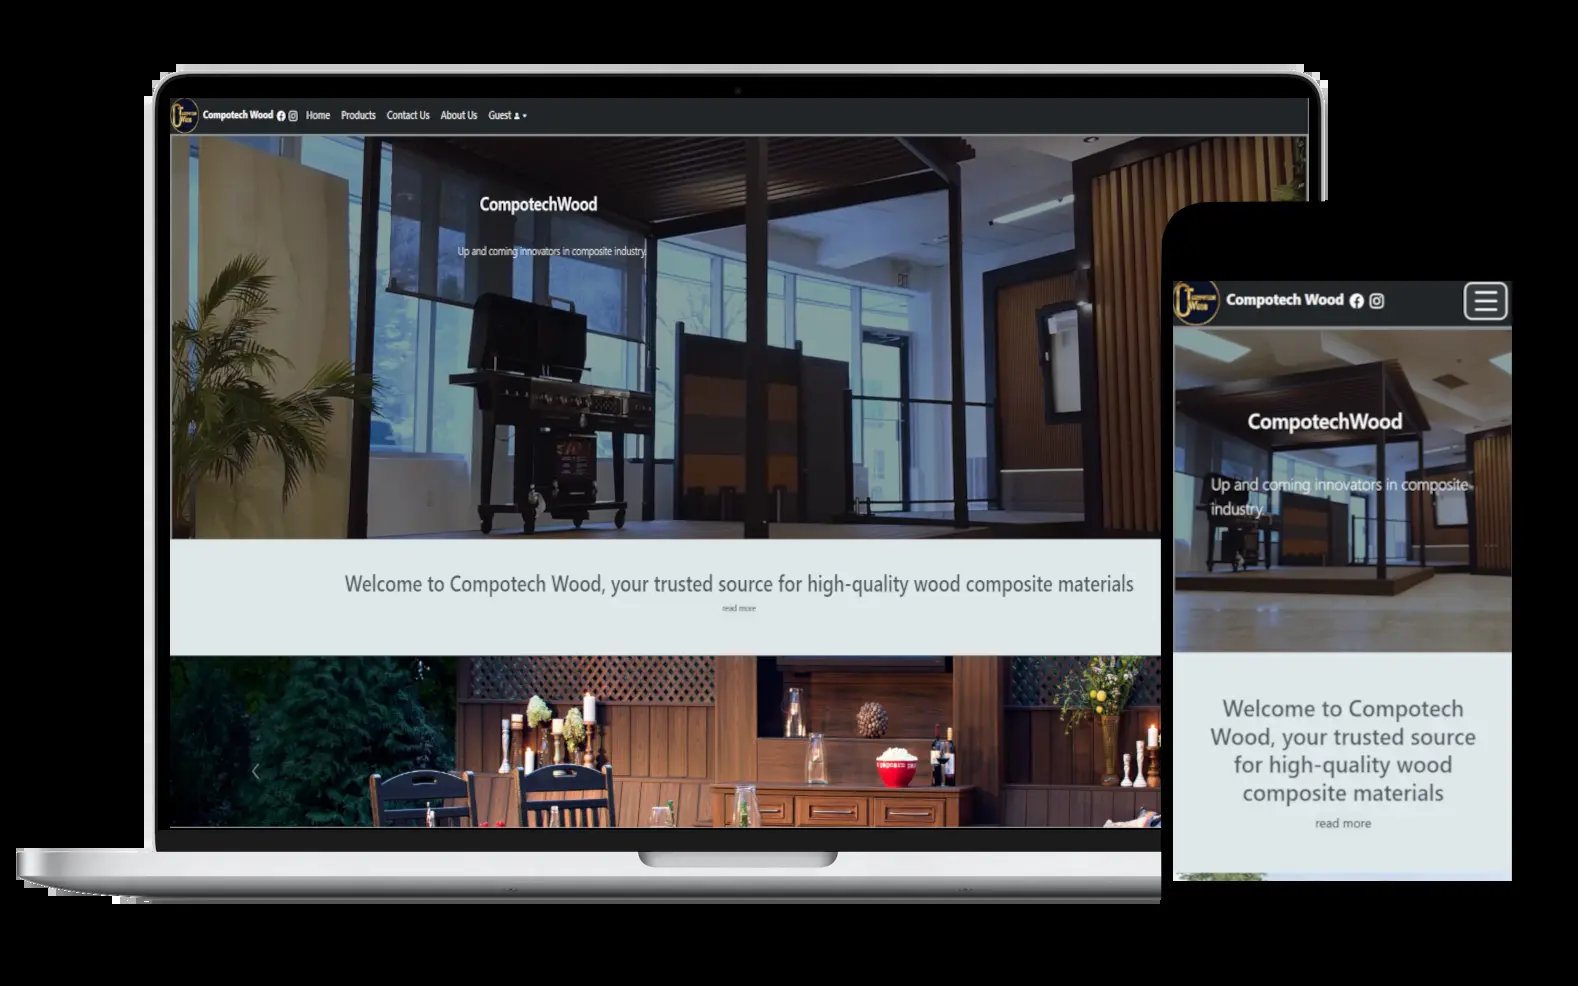 Compotech Wood Home Products Contact Us About Us Guest
CompotechWood
Up and coming innovators in composite industry.
Welcome to Compotech Wood, your trusted source for high-quality wood composite materials
read more
Compotech Wood
CompotechWood
Up and coming innovators in composite
industry.
Welcome to Compotech
Wood, your trusted source
for high-quality wood
composite materials
read more